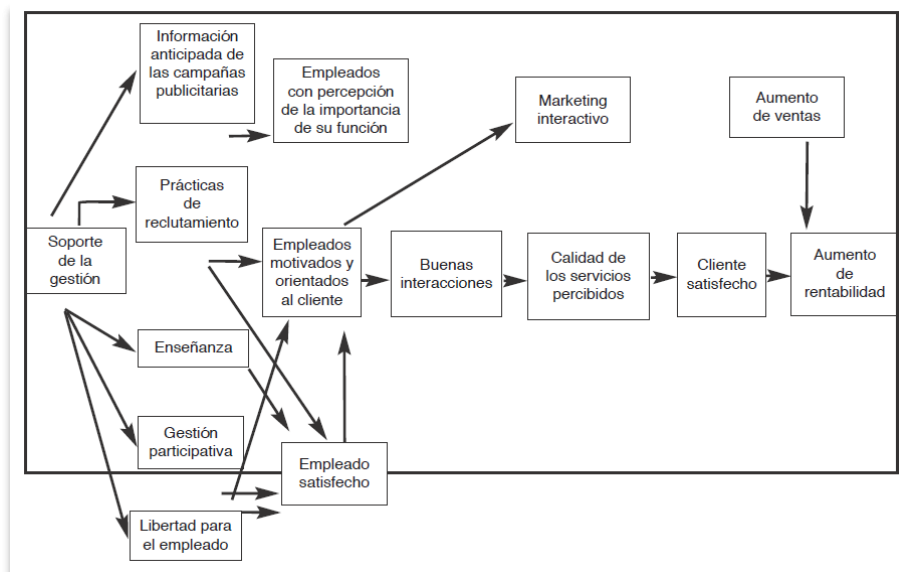 Información
anticipada de
las campañas
publicitarias
Empleados
con percepción
de la importancia
de su función
Marketing
interactivo
Aumento
de ventas
Prácticas
de
reclutamiento
Soporte
de la
gestión
Empleados
motivados y
orientados
al cliente
Buenas
interacciones
Calidad de
los servicios
percibidos
Cliente
satisfecho
Aumento
de
rentabilidad
Enseñanza
Gestión
participativa
Empleado
satisfecho
Libertad para
el empleado